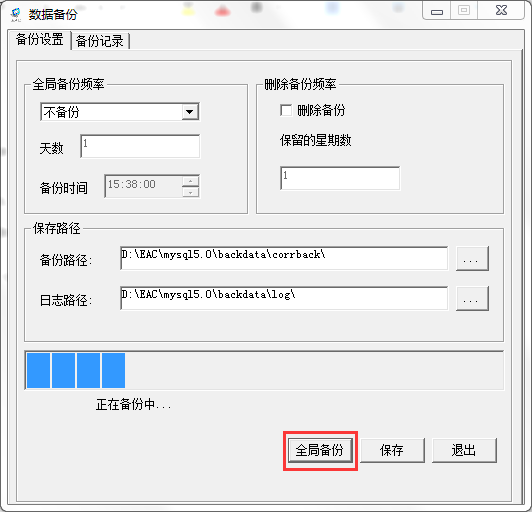 数据备份
备份设置 备份记录
全局备份频率
不备份
天数 1
备份时间 15:38:00
删除备份频率
删除备份
保留的星期数
1
保存路径
备份路径: D:\EAC\mysql5.0\backdata\corrback\ ...
日志路径: D:\EAC\mysql5.0\backdata\log\ ...
正在备份中...
全局备份 保存 退出